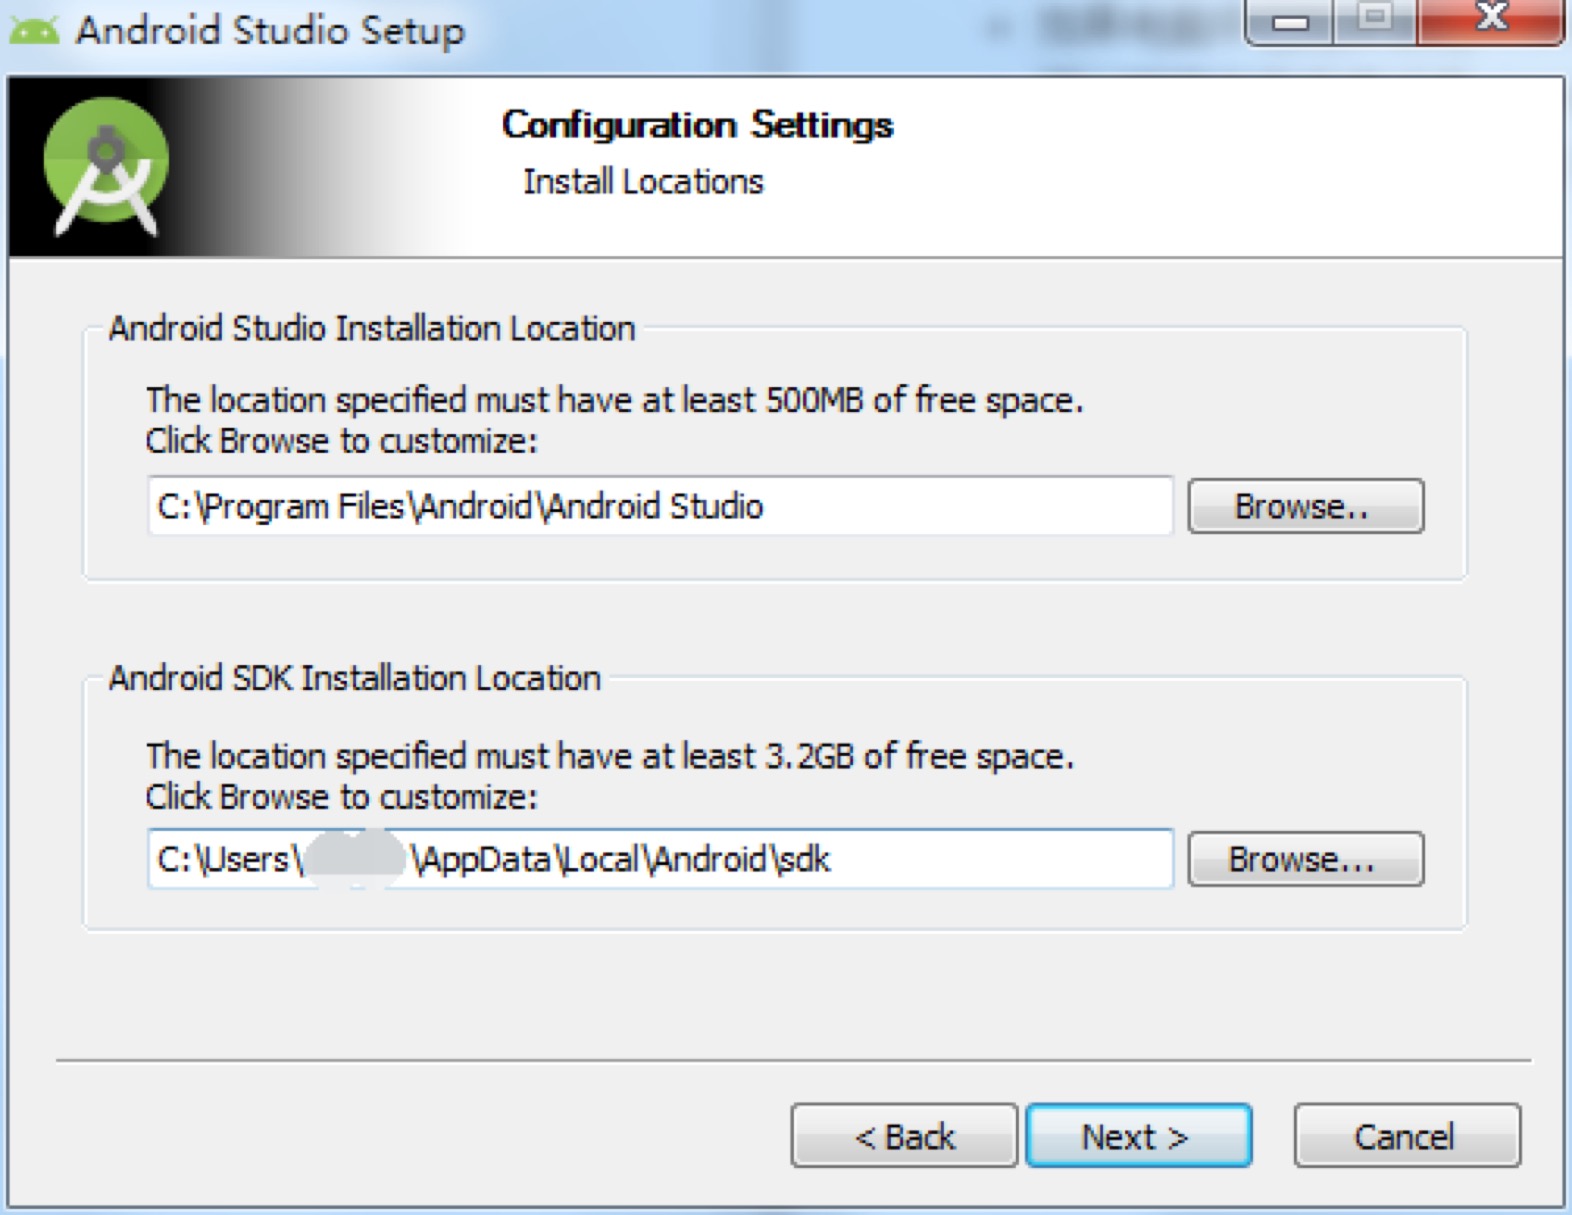 Android Studio Setup
Configuration Settings
Install Locations
Android Studio Installation Location
The location specified must have at least 500MB of free space.
Click Browse to customize:
C:\Program Files\Android\Android Studio
Browse..
Android SDK Installation Location
The location specified must have at least 3.2GB of free space.
Click Browse to customize:
C:\Users\ \AppData\Local\Android\sdk
Browse...
< Back
Next >
Cancel